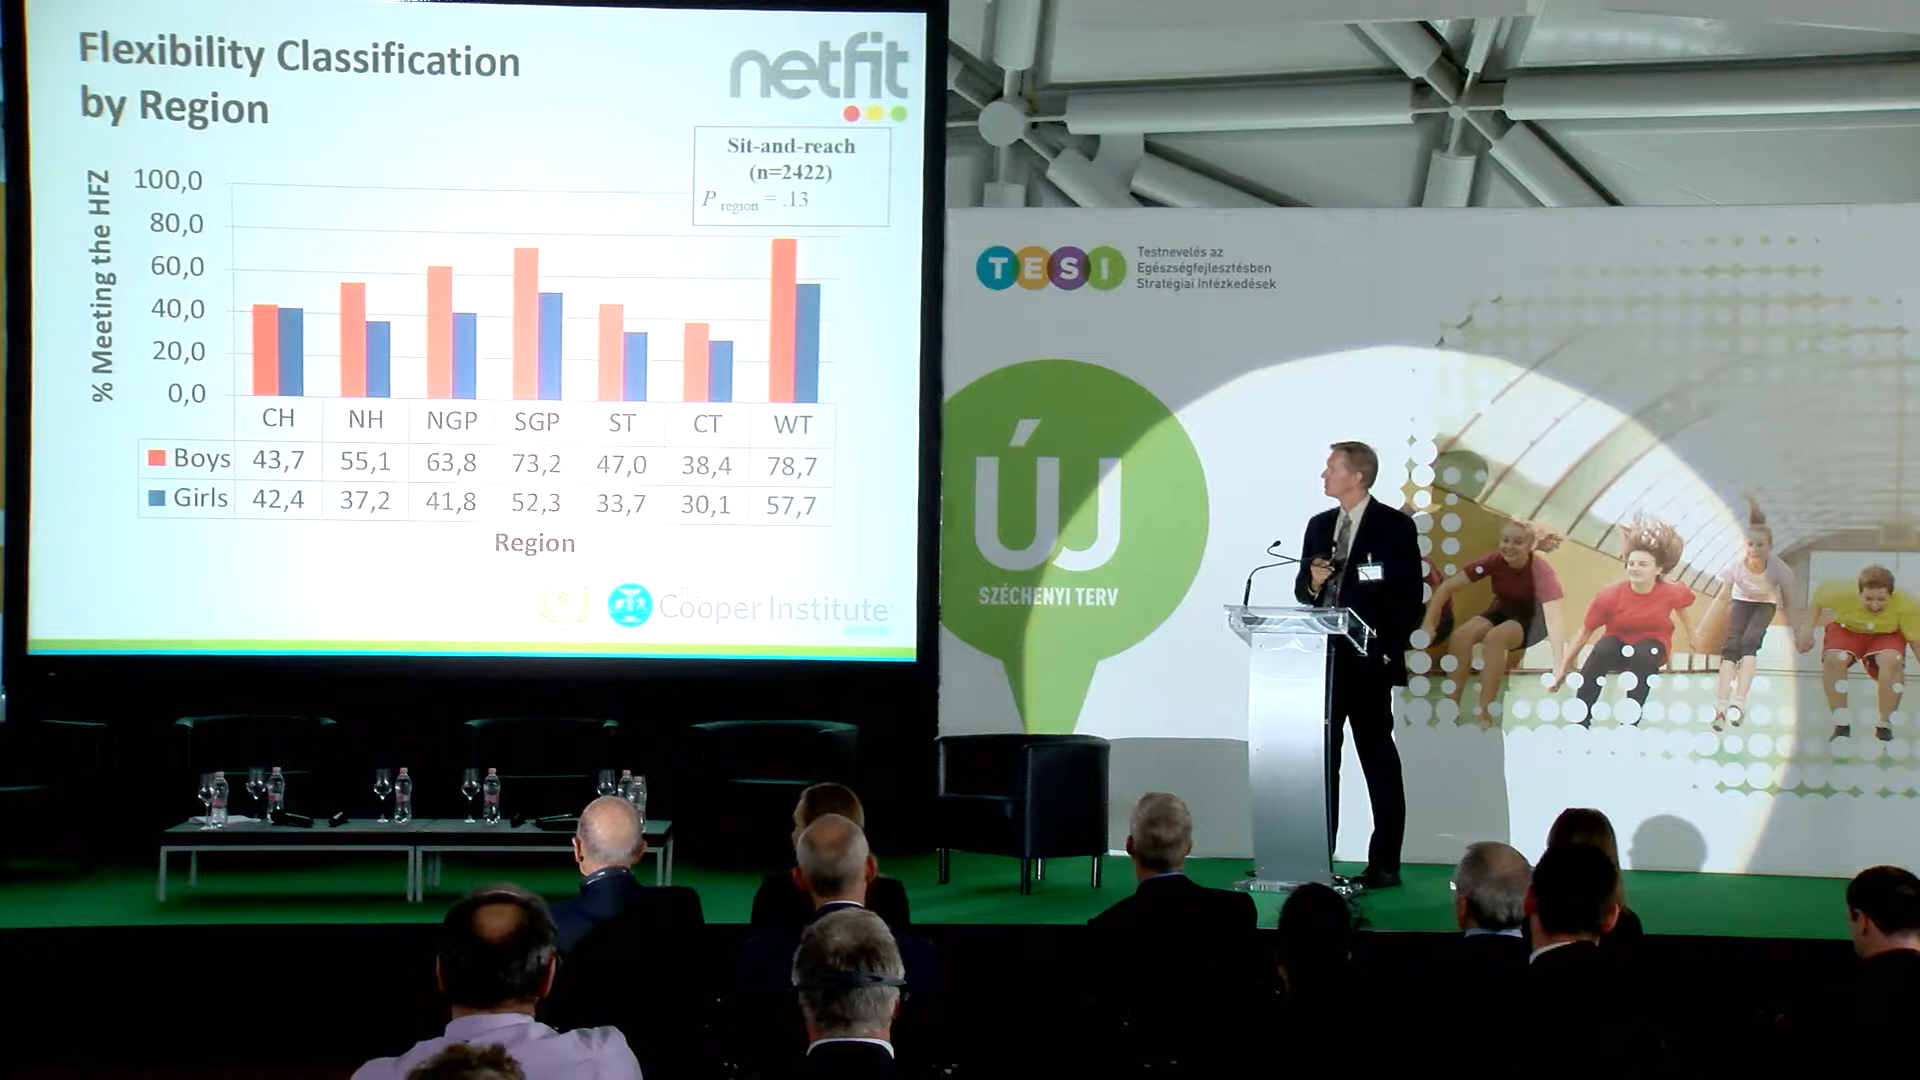 Flexibility Classification
by Region
netfit
Sit-and-reach
(n=2422)
P region = .13
% Meeting the HFZ
100,0
80,0
60,0
40,0
20,0
0,0
CH NH NGP SGP ST CT WT
Boys 43,7 55,1 63,8 73,2 47,0 38,4 78,7
Girls 42,4 37,2 41,8 52,3 33,7 30,1 57,7
Region
The
Cooper Institute
TESI
Testnevelés az
Egészségfejlesztésben
Stratégiai Intézkedések
ÚJ
SZÉCHENYI TERV